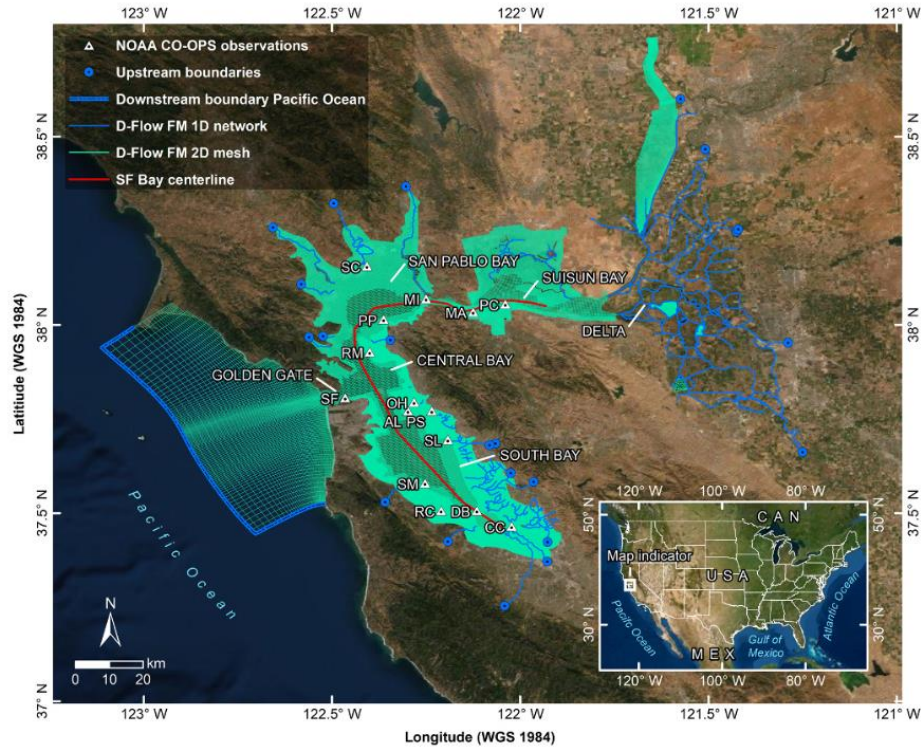 123° W
122.5° W
122° W
121.5° W
121° W
NOAA CO-OPS observations
Upstream boundaries
Downstream boundary Pacific Ocean
D-Flow FM 1D network
D-Flow FM 2D mesh
SF Bay centerline
38.5° N
38.5° N
SC
SAN PABLO BAY
SUISUN BAY
MI
MA
PC
38° N
PP
DELTA
38° N
RM
CENTRAL BAY
GOLDEN GATE
SF
OH
AL PS
SL
SOUTH BAY
SM
37.5° N
RC
DB
CC
37.5° N
Pacific Ocean
N
0 10 20 km
37° N
37° N
120° W
100° W
80° W
50° N
50° N
CAN
Map indicator
USA
Pacifc Ocean
Atlantic Ocean
30° N
30° N
Gulf of
Mexico
MEX
120° W
100° W
80° W
123° W
122.5° W
122° W
121.5° W
121° W
Latitiude (WGS 1984)
Longitude (WGS 1984)